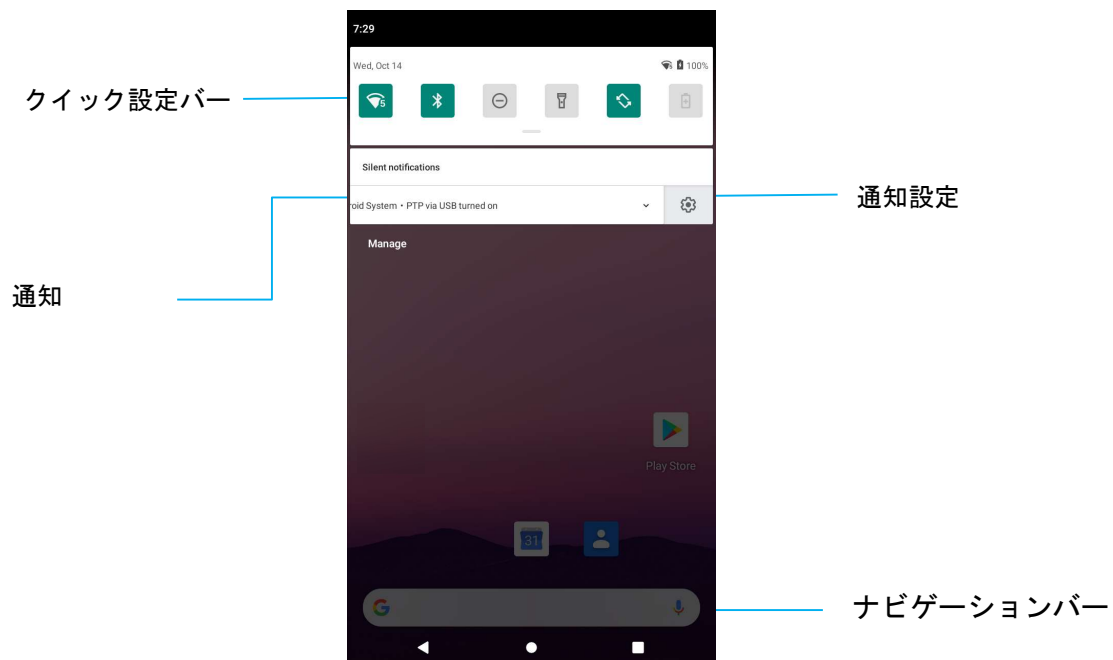 7:29
Wed, Oct 14
5 100%
クイック設定バー
5
Silent notifications
roid System • PTP via USB turned on
通知設定
Manage
通知
Play Store
31
G
ナビゲーションバー